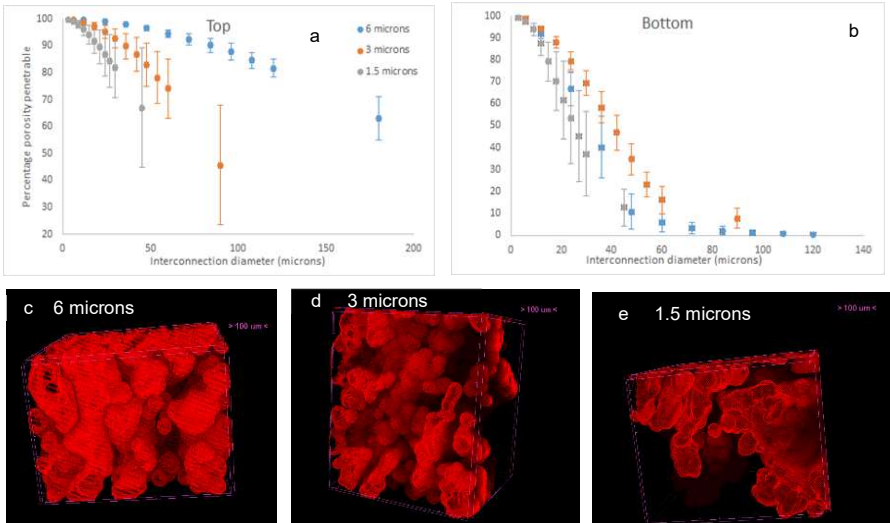 Top
a
100
90
80
70
60
50
40
30
20
0
50
100
150
200
Percentage porosity penetrable
Interconnection diameter (microns)
6 microns
3 microns
1.5 microns
Bottom
b
100
90
80
70
60
50
40
30
20
10
0
0
20
40
60
80
100
120
140
Interconnection diameter (microns)
c 6 microns
> 100 um <
d 3 microns
> 100 um <
e 1.5 microns
> 100 um <